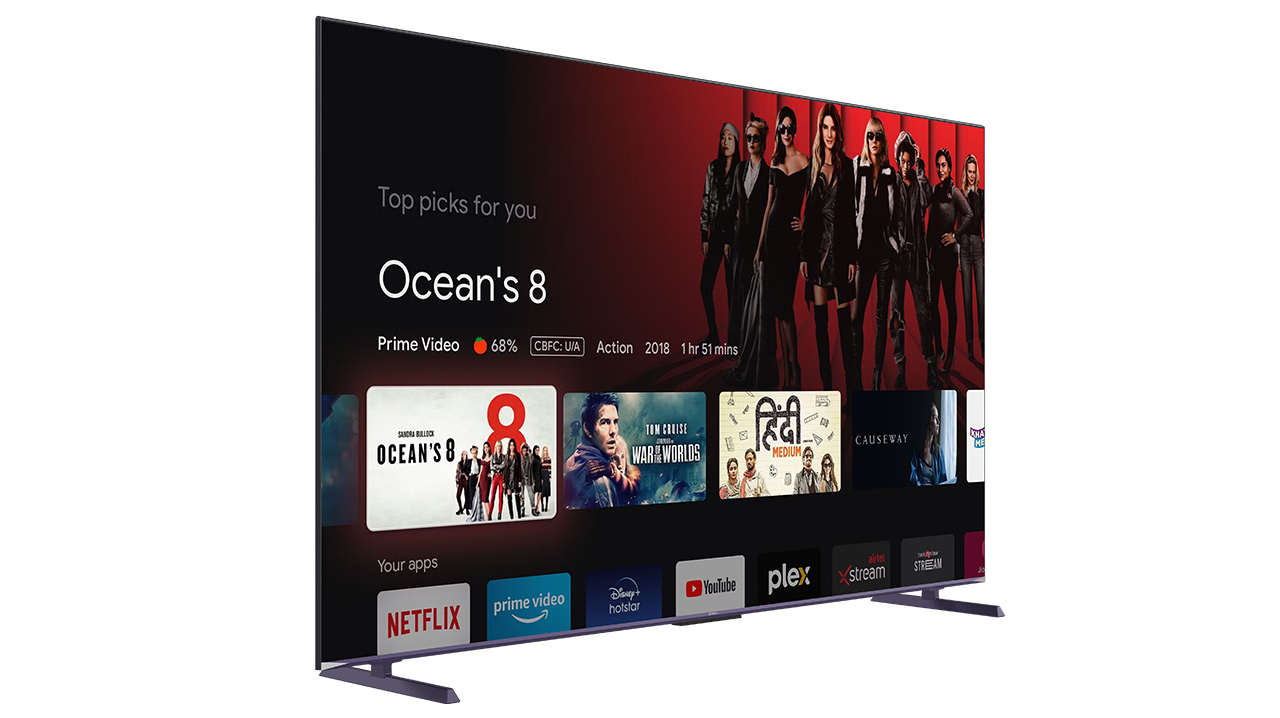 Top picks for you
Ocean's 8
Prime Video 68% CBFC: U/A Action 2018 1 hr 51 mins
SANDRA BULLOCK
OCEAN'S 8
8
TOM CRUISE
WAR OF THE WORLDS
हिंदी
MEDIUM
CAUSEWAY
Your apps
NETFLIX
prime video
Disney+
hotstar
YouTube
plex
airtel
Xstream
STREAM